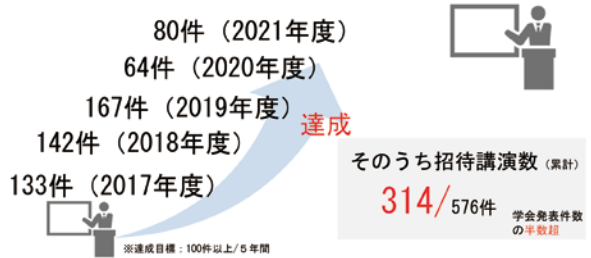 80件（2021年度）
64件（2020年度）
167件（2019年度）
達成
142件（2018年度）
133件（2017年度）
※達成目標：100件以上/５年間
そのうち招待講演数（累計）
314/576件
学会発表件数
の半数超